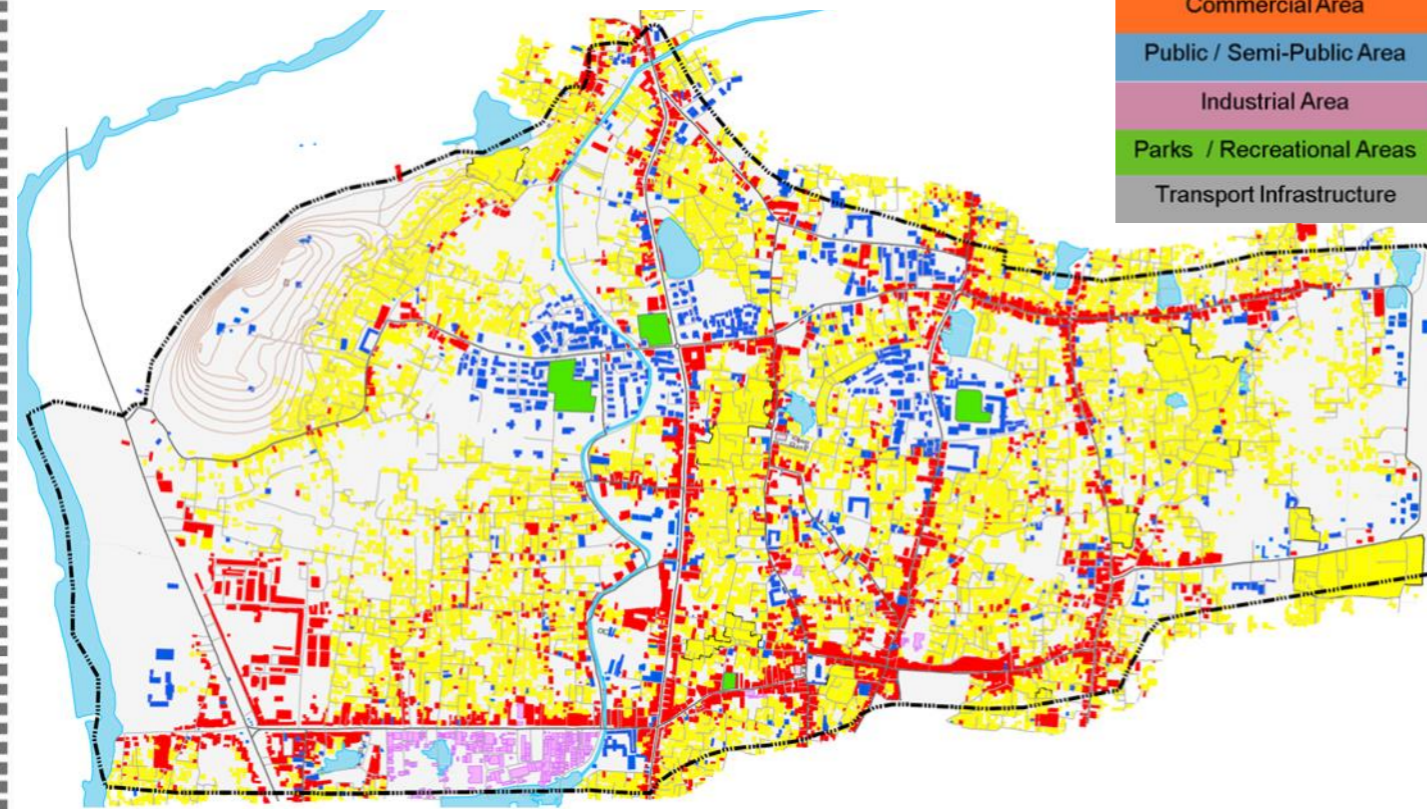 Commercial Area
Public / Semi-Public Area
Industrial Area
Parks / Recreational Areas
Transport Infrastructure